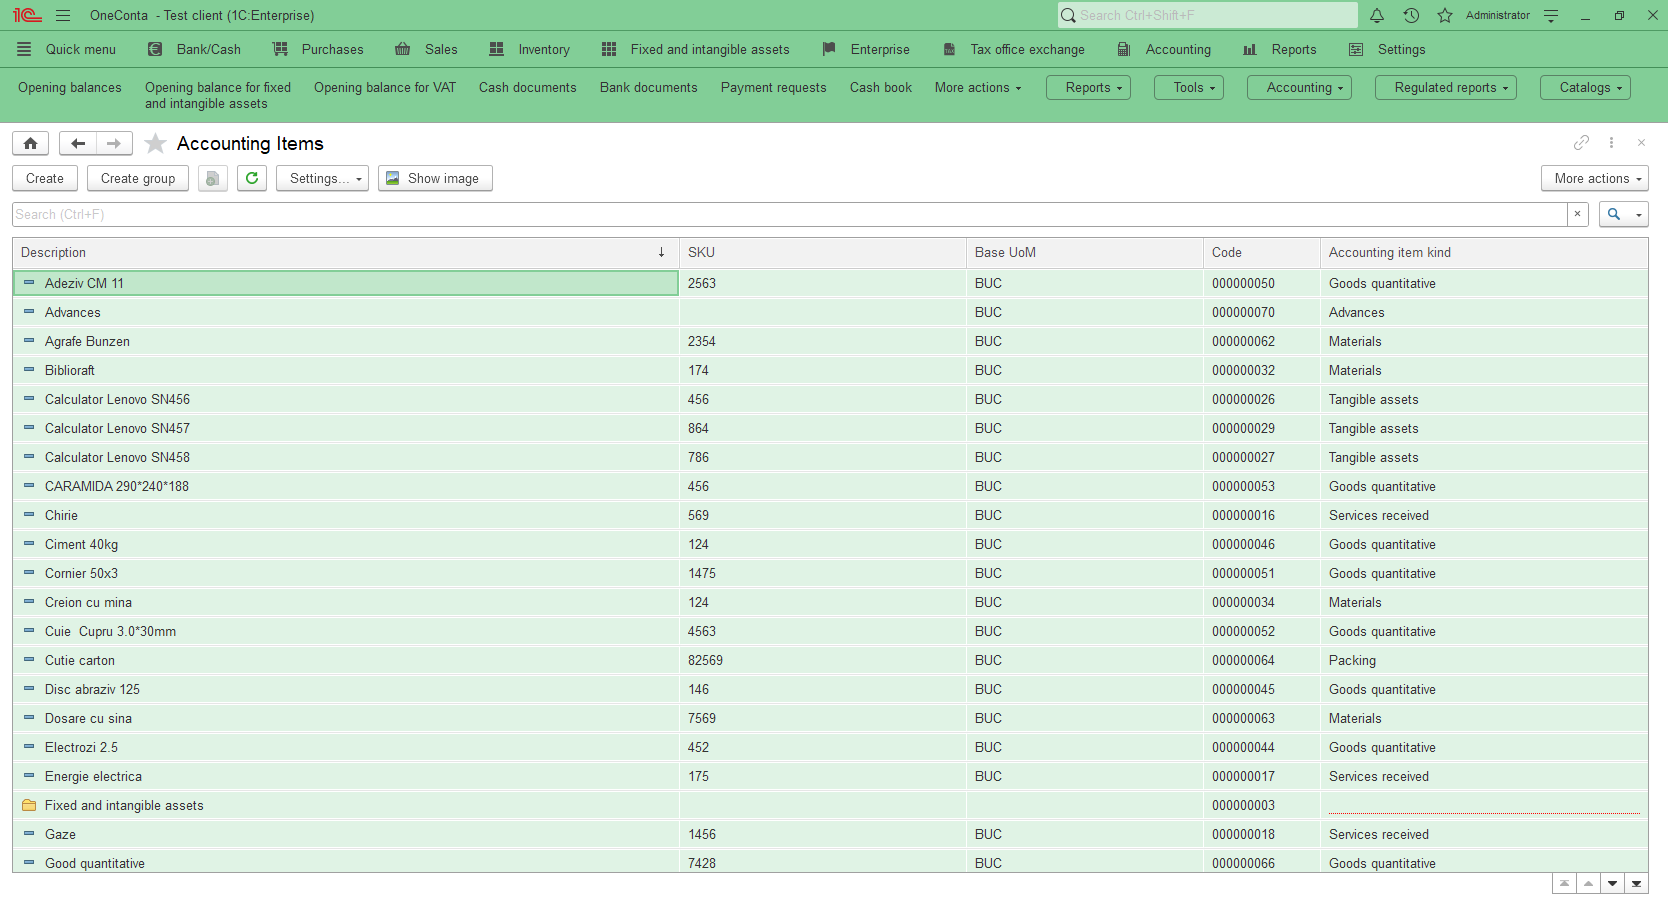 1C OneConta - Test client (1C:Enterprise) Search Ctrl+Shift+F Administrator
Quick menu Bank/Cash Purchases Sales Inventory Fixed and intangible assets Enterprise Tax office exchange Accounting Reports Settings
Opening balances Opening balance for fixed and intangible assets Opening balance for VAT Cash documents Bank documents Payment requests Cash book More actions Reports Tools Accounting Regulated reports Catalogs
Accounting Items
Create Create group Settings... Show image More actions
Search (Ctrl+F)
Description SKU Base UoM Code Accounting item kind
Adeziv CM 11 2563 BUC 000000050 Goods quantitative
Advances BUC 000000070 Advances
Agrafe Bunzen 2354 BUC 000000062 Materials
Biblioraft 174 BUC 000000032 Materials
Calculator Lenovo SN456 456 BUC 000000026 Tangible assets
Calculator Lenovo SN457 864 BUC 000000029 Tangible assets
Calculator Lenovo SN458 786 BUC 000000027 Tangible assets
CARAMIDA 290*240*188 456 BUC 000000053 Goods quantitative
Chirie 569 BUC 000000016 Services received
Ciment 40kg 124 BUC 000000046 Goods quantitative
Cornier 50x3 1475 BUC 000000051 Goods quantitative
Creion cu mina 124 BUC 000000034 Materials
Cuie  Cupru 3.0*30mm 4563 BUC 000000052 Goods quantitative
Cutie carton 82569 BUC 000000064 Packing
Disc abraziv 125 146 BUC 000000045 Goods quantitative
Dosare cu sina 7569 BUC 000000063 Materials
Electrozi 2.5 452 BUC 000000044 Goods quantitative
Energie electrica 175 BUC 000000017 Services received
Fixed and intangible assets 000000003
Gaze 1456 BUC 000000018 Services received
Good quantitative 7428 BUC 000000066 Goods quantitative